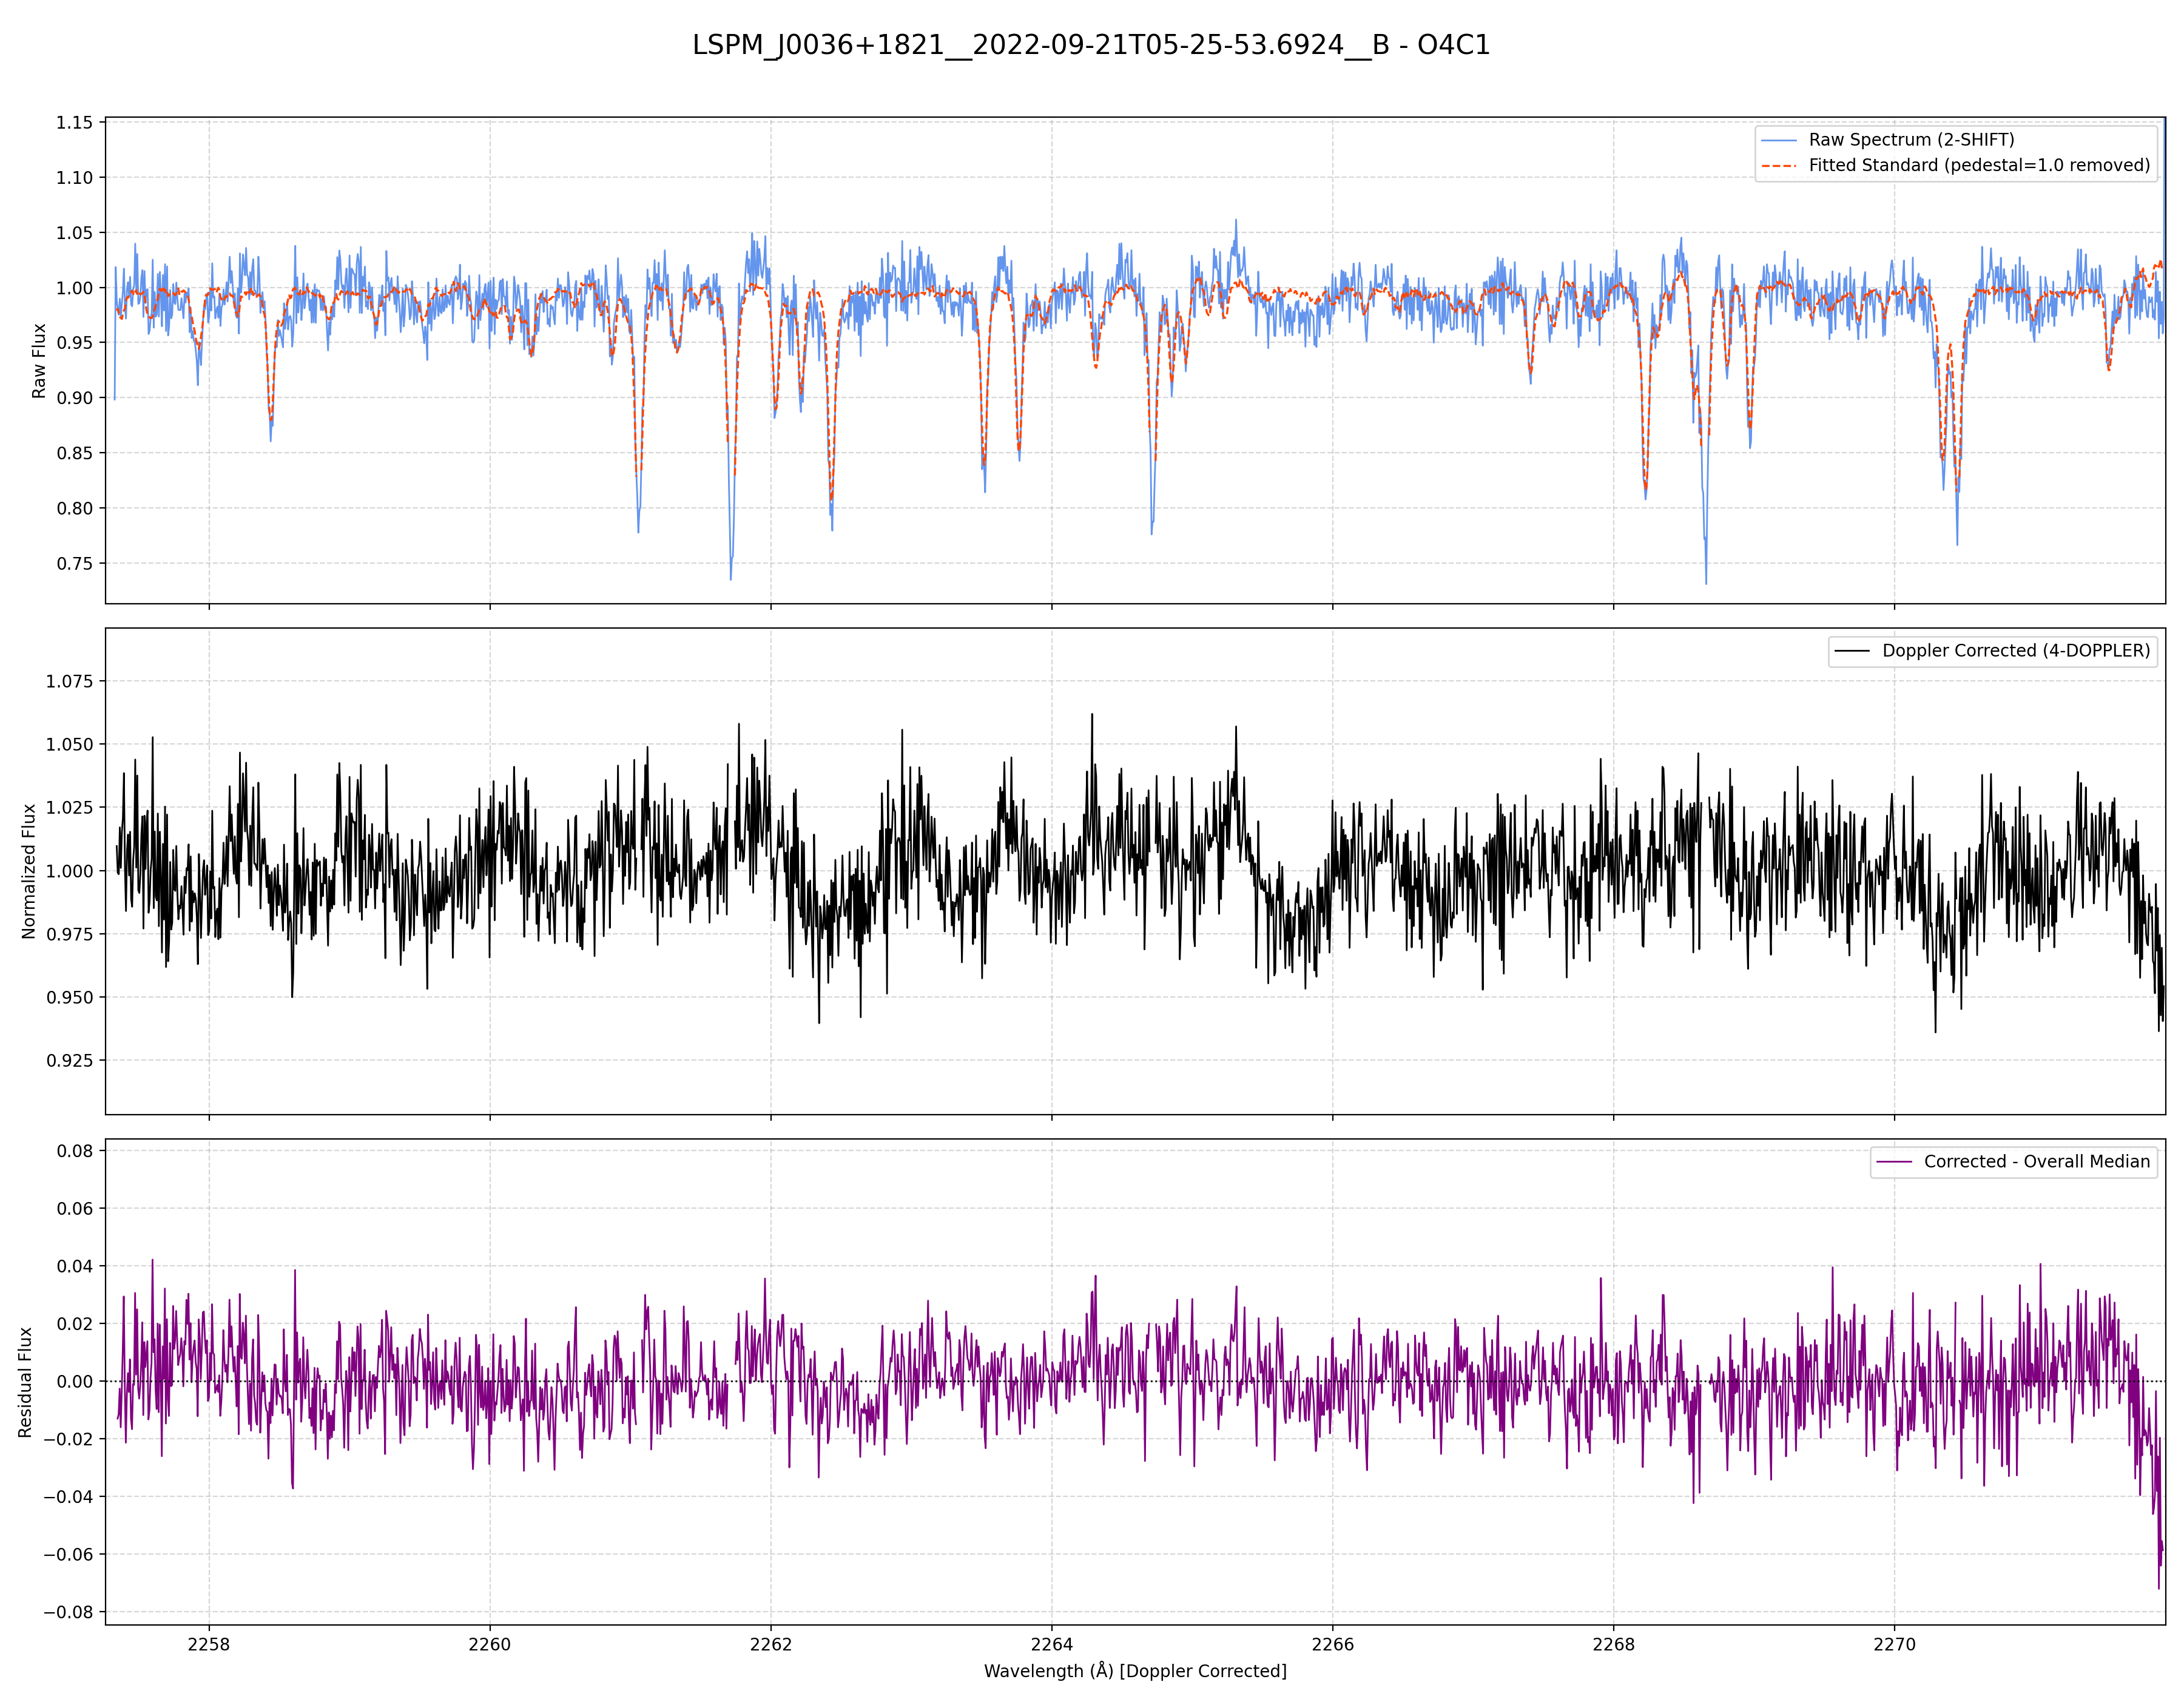 LSPM_J0036+1821__2022-09-21T05-25-53.6924__B - O4C1
Raw Flux
1.15
1.10
1.05
1.00
0.95
0.90
0.85
0.80
0.75
Raw Spectrum (2-SHIFT)
Fitted Standard (pedestal=1.0 removed)
Normalized Flux
1.075
1.050
1.025
1.000
0.975
0.950
0.925
Doppler Corrected (4-DOPPLER)
Residual Flux
0.08
0.06
0.04
0.02
0.00
−0.02
−0.04
−0.06
−0.08
Corrected - Overall Median
2258 2260 2262 2264 2266 2268 2270
Wavelength (Å) [Doppler Corrected]